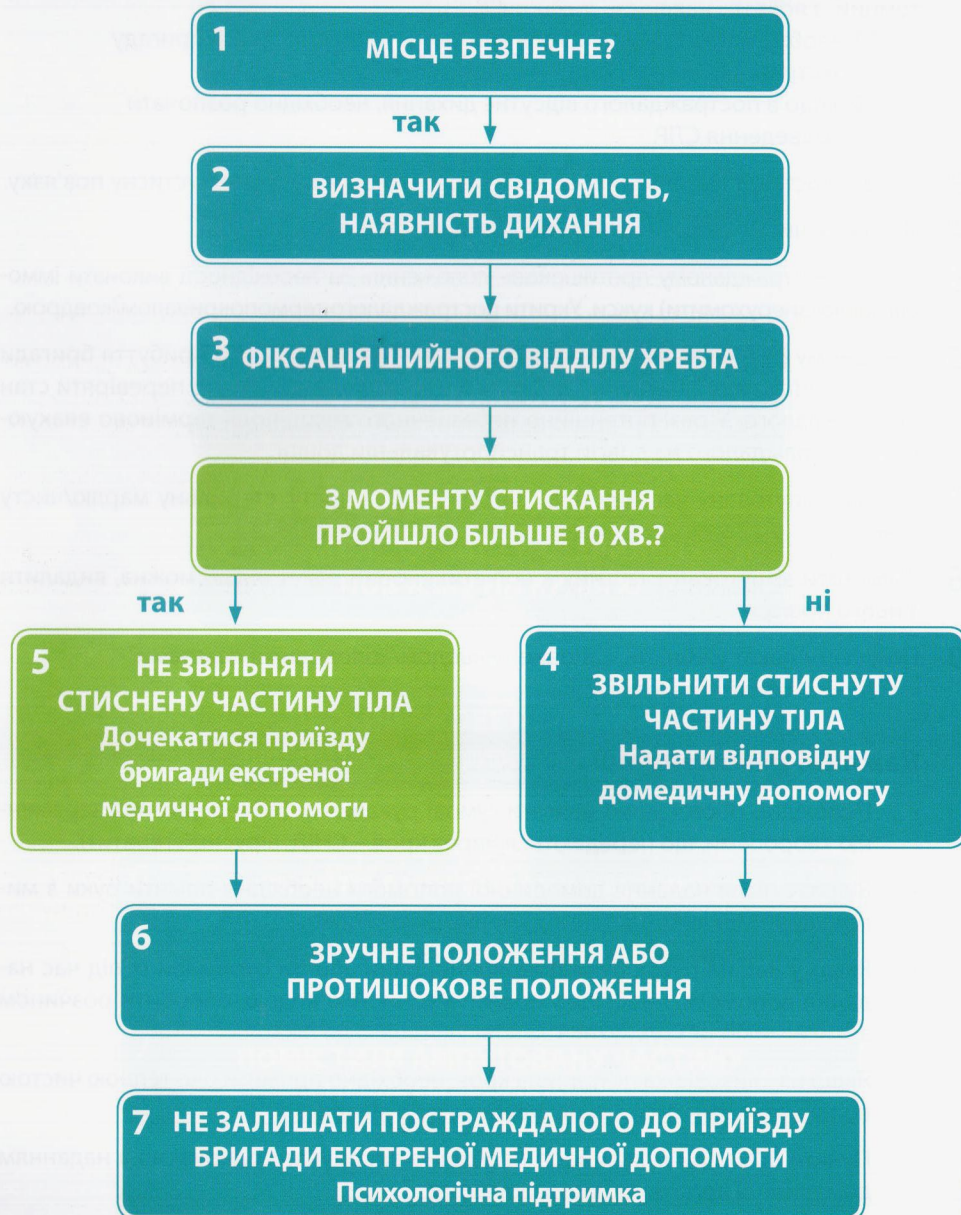 1 МІСЦЕ БЕЗПЕЧНЕ?
так
2 ВИЗНАЧИТИ СВІДОМІСТЬ,
НАЯВНІСТЬ ДИХАННЯ
3 ФІКСАЦІЯ ШИЙНОГО ВІДДІЛУ ХРЕБТА
З МОМЕНТУ СТИСКАННЯ
ПРОЙШЛО БІЛЬШЕ 10 ХВ.?
так
ні
5 НЕ ЗВІЛЬНЯТИ
СТИСНЕНУ ЧАСТИНУ ТІЛА
Дочекатися приїзду
бригади екстреної
медичної допомоги
4 ЗВІЛЬНИТИ СТИСНУТУ
ЧАСТИНУ ТІЛА
Надати відповідну
домедичну допомогу
6 ЗРУЧНЕ ПОЛОЖЕННЯ АБО
ПРОТИШОКОВЕ ПОЛОЖЕННЯ
7 НЕ ЗАЛИШАТИ ПОСТРАЖДАЛОГО ДО ПРИЇЗДУ
БРИГАДИ ЕКСТРЕНОЇ МЕДИЧНОЇ ДОПОМОГИ
Психологічна підтримка